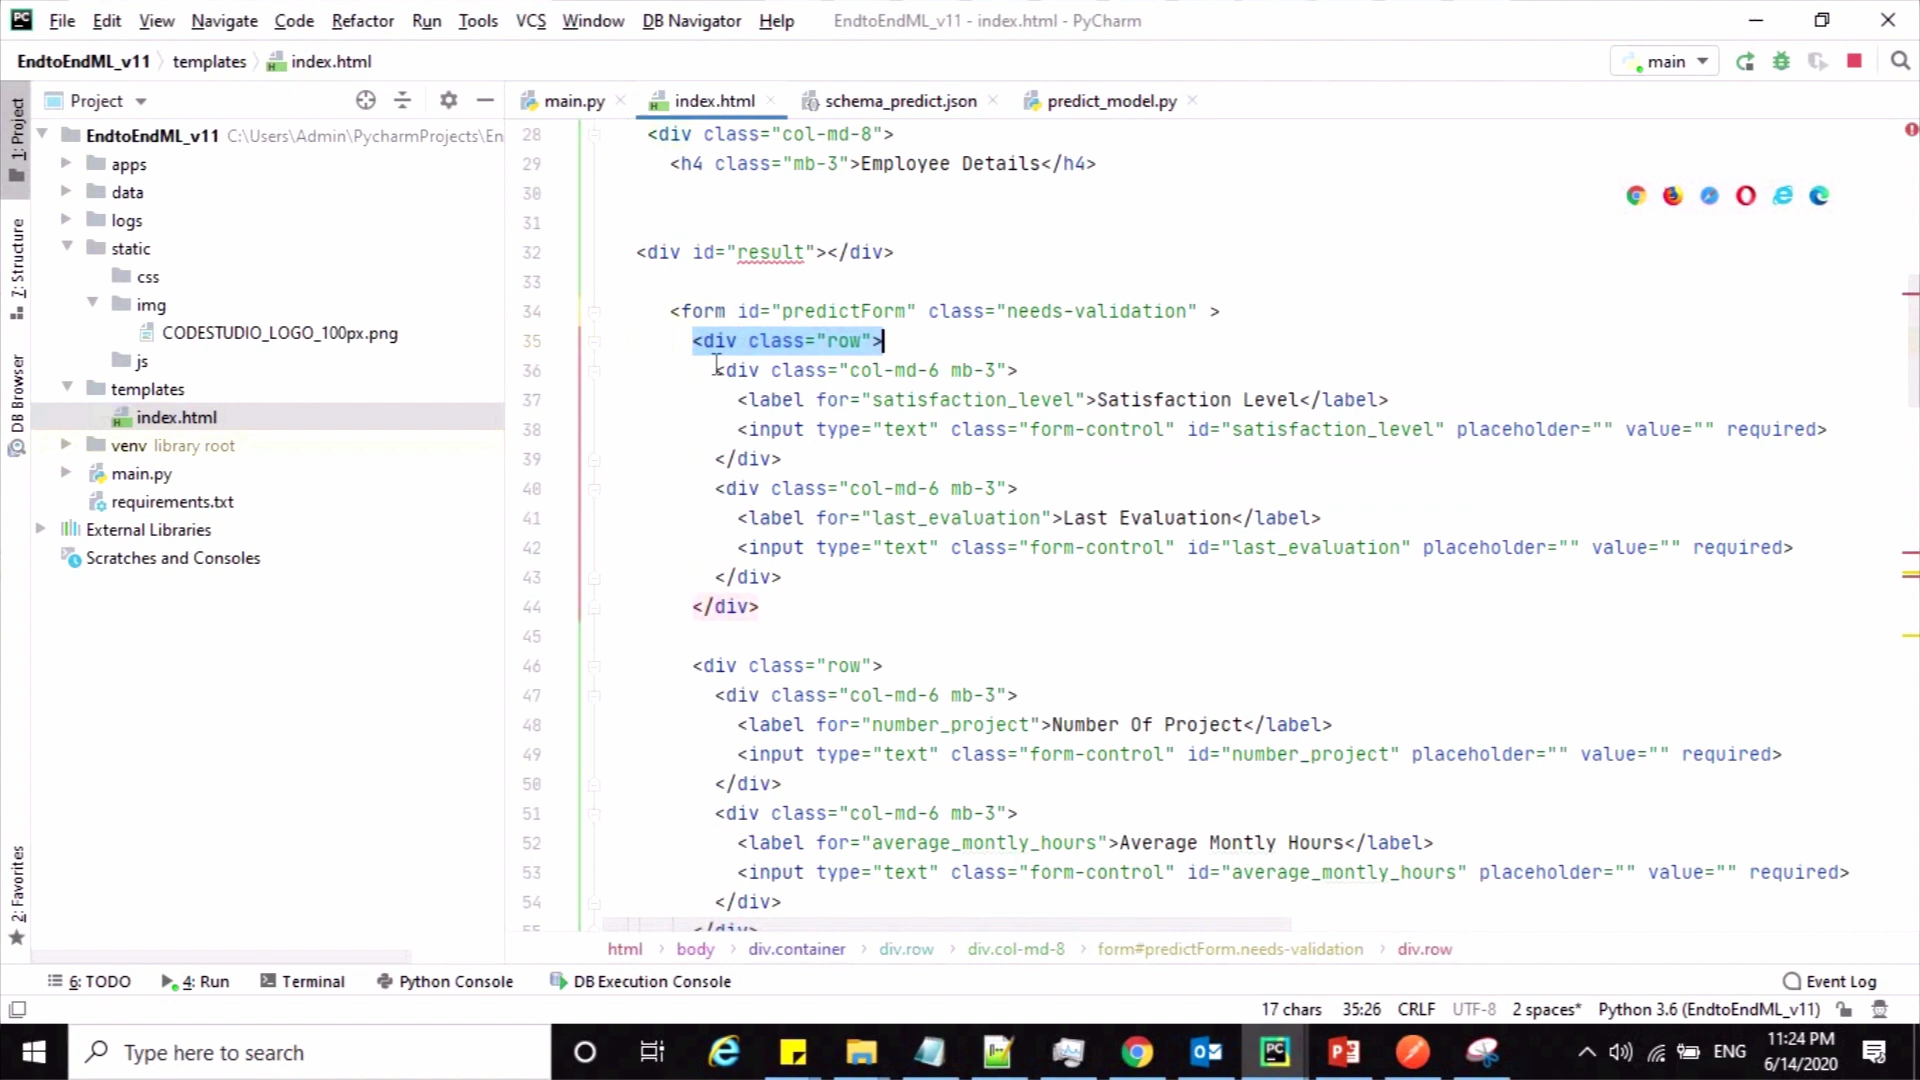 PC File Edit View Navigate Code Refactor Run Tools VCS Window DB Navigator Help EndtoEndML_v11 - index.html - PyCharm
EndtoEndML_v11 templates index.html main
Project main.py index.html schema_predict.json predict_model.py
1: Project
7: Structure
DB Browser
2: Favorites
EndtoEndML_v11 C:\Users\Admin\PycharmProjects\En
apps
data
logs
static
css
img
CODESTUDIO_LOGO_100px.png
js
templates
index.html
venv library root
main.py
requirements.txt
External Libraries
Scratches and Consoles
28 <div class="col-md-8">
29 <h4 class="mb-3">Employee Details</h4>
30
31
32 <div id="result"></div>
33
34 <form id="predictForm" class="needs-validation" >
35 <div class="row">
36 <div class="col-md-6 mb-3">
37 <label for="satisfaction_level">Satisfaction Level</label>
38 <input type="text" class="form-control" id="satisfaction_level" placeholder="" value="" required>
39 </div>
40 <div class="col-md-6 mb-3">
41 <label for="last_evaluation">Last Evaluation</label>
42 <input type="text" class="form-control" id="last_evaluation" placeholder="" value="" required>
43 </div>
44 </div>
45
46 <div class="row">
47 <div class="col-md-6 mb-3">
48 <label for="number_project">Number Of Project</label>
49 <input type="text" class="form-control" id="number_project" placeholder="" value="" required>
50 </div>
51 <div class="col-md-6 mb-3">
52 <label for="average_montly_hours">Average Montly Hours</label>
53 <input type="text" class="form-control" id="average_montly_hours" placeholder="" value="" required>
54 </div>
55 </div>
html body div.container div.row div.col-md-8 form#predictForm.needs-validation div.row
6: TODO 4: Run Terminal Python Console DB Execution Console Event Log
17 chars 35:26 CRLF UTF-8 2 spaces* Python 3.6 (EndtoEndML_v11)
Type here to search PC ENG 11:24 PM
6/14/2020